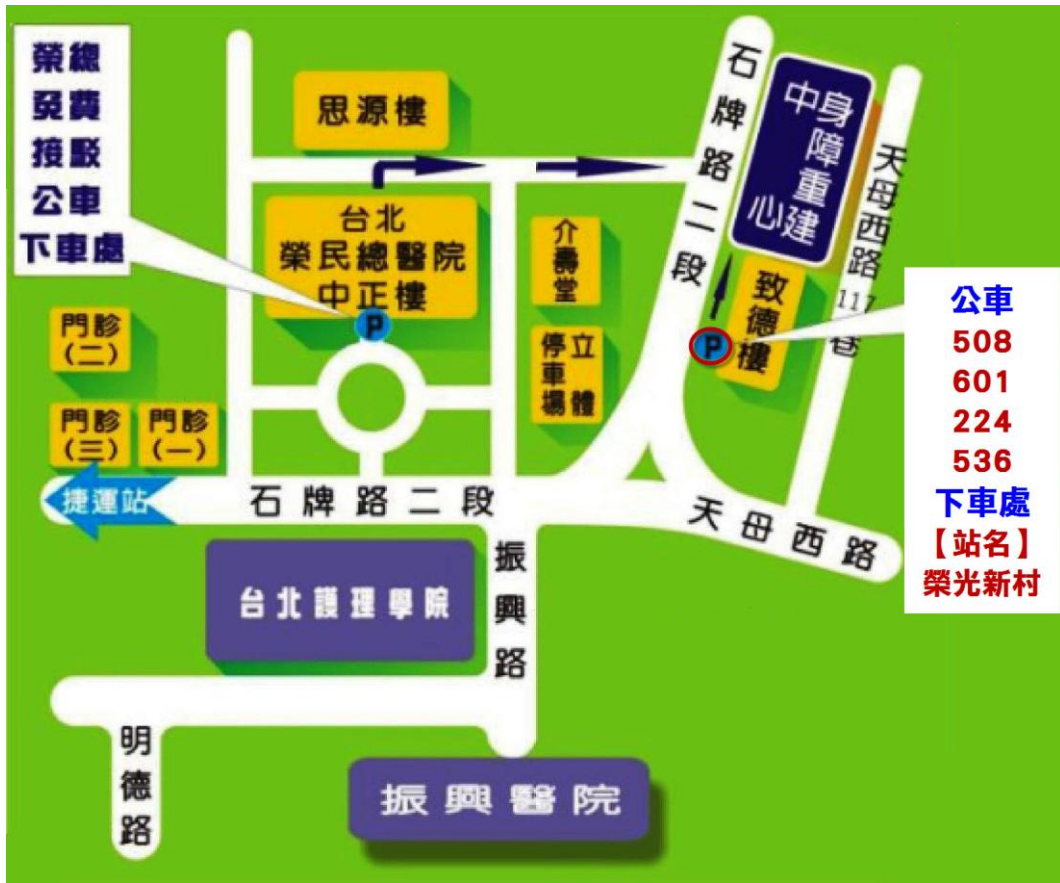 榮總
免費
接駁
公車
下車處
思源樓
台北
榮民總醫院
中正樓
P
介壽堂
立體
停車場
門診
(二)
門診
(三)
門診
(一)
捷運站
石牌路二段
石牌路二段
身障重建
中心
致德樓
P
天母西路117巷
天母西路
公車
508
601
224
536
下車處
【站名】
榮光新村
台北護理學院
振興路
明德路
振興醫院